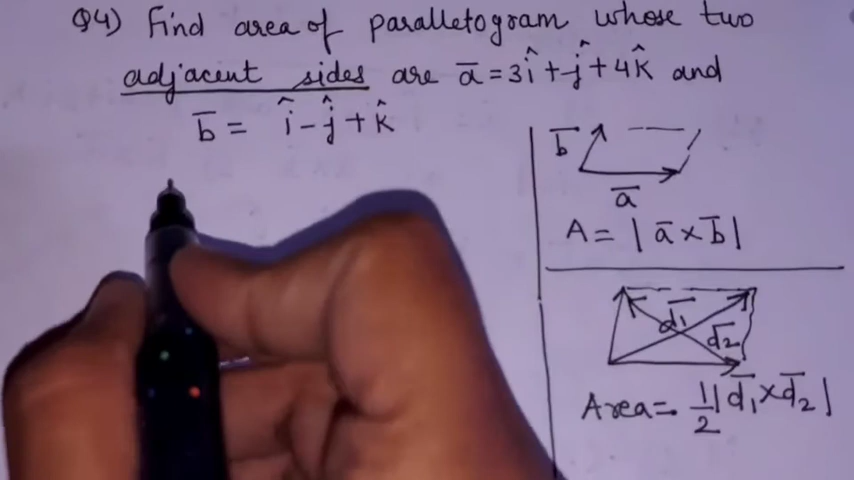 Q4) Find area of paralletogram whose two
adjacent sides are a̅ = 3î + ĵ + 4k̂ and
b̅ = î - ĵ + k̂
b̅
a̅
A = | a̅ × b̅ |
d̅₁
d̅₂
Area = 1/2 | d̅₁ × d̅₂ |